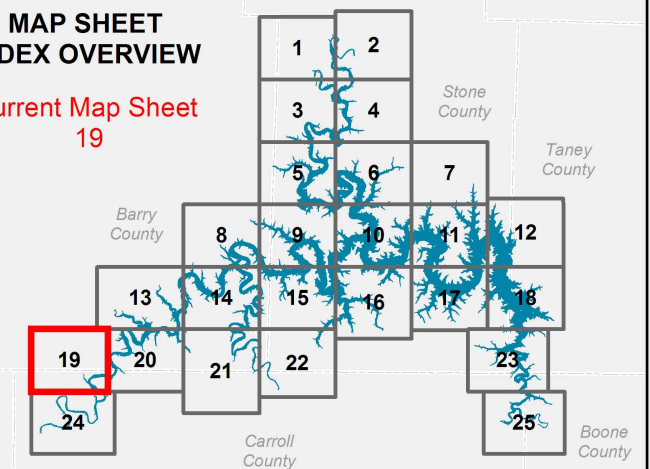 MAP SHEET
DEX OVERVIEW
urrent Map Sheet
19
1
2
3
4
Stone
County
5
6
7
Taney
County
Barry
County
8
9
10
11
12
13
14
15
16
17
18
19
20
21
22
23
24
25
Carroll
County
Boone
County